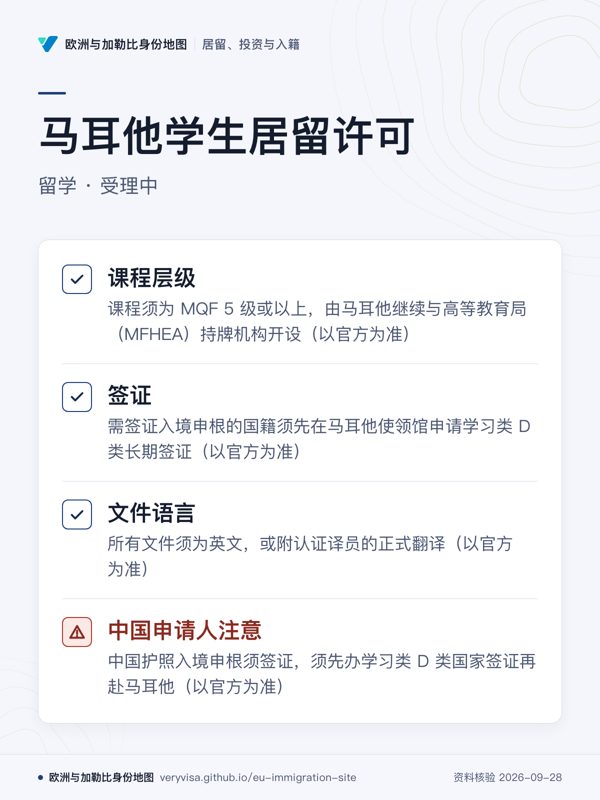 欧洲与加勒比身份地图 居留、投资与入籍
马耳他学生居留许可
留学 · 受理中
课程层级
课程须为 MQF 5 级或以上，由马耳他继续与高等教育局
（MFHEA）持牌机构开设（以官方为准）
签证
需签证入境申根的国籍须先在马耳他使领馆申请学习类 D
类长期签证（以官方为准）
文件语言
所有文件须为英文，或附认证译员的正式翻译（以官方
为准）
中国申请人注意
中国护照入境申根须签证，须先办学习类 D 类国家签证再
赴马耳他（以官方为准）
欧洲与加勒比身份地图 veryvisa.github.io/eu-immigration-site 资料核验 2026-09-28